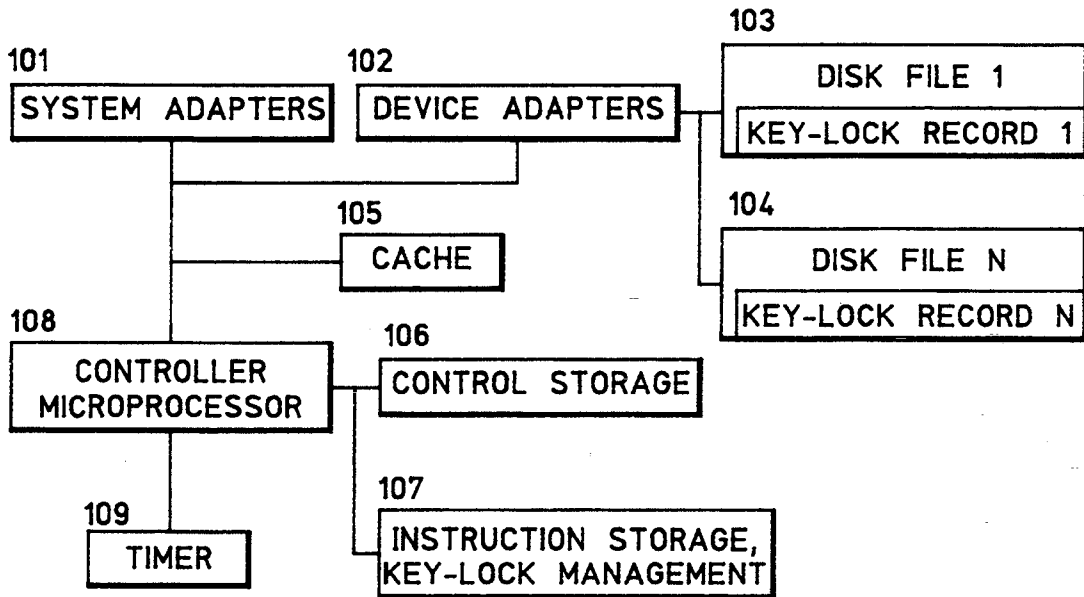 103
101
102
DISK FILE 1
SYSTEM ADAPTERS
DEVICE ADAPTERS
KEY-LOCK RECORD 1
104
105
CACHE
DISK FILE N
KEY-LOCK RECORD N
108
106
CONTROLLER
MICROPROCESSOR
CONTROL STORAGE
107
109
TIMER
INSTRUCTION STORAGE,
KEY-LOCK MANAGEMENT